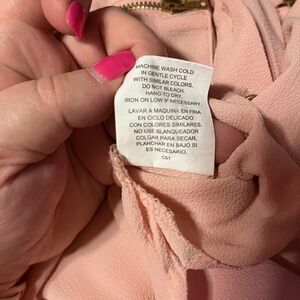 MACHINE WASH COLD
IN GENTLE CYCLE
WITH SIMILAR COLORS.
DO NOT BLEACH.
HANG TO DRY.
IRON ON LOW IF NECESSARY.
LAVAR A MAQUINA EN FRIA
EN CICLO DELICADO
CON COLORES SIMILARES.
NO USE BLANQUEADOR
COLGAR PARA SECAR.
PLANCHAR EN BAJO SI
ES NECESARIO.
CS1